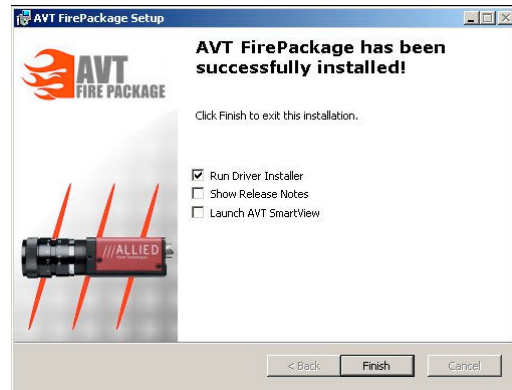 AVT FirePackage Setup
AVT
FIRE PACKAGE
AVT FirePackage has been
successfully installed!
Click Finish to exit this installation.
Run Driver Installer
Show Release Notes
Launch AVT SmartView
///ALLIED
< Back
Finish
Cancel